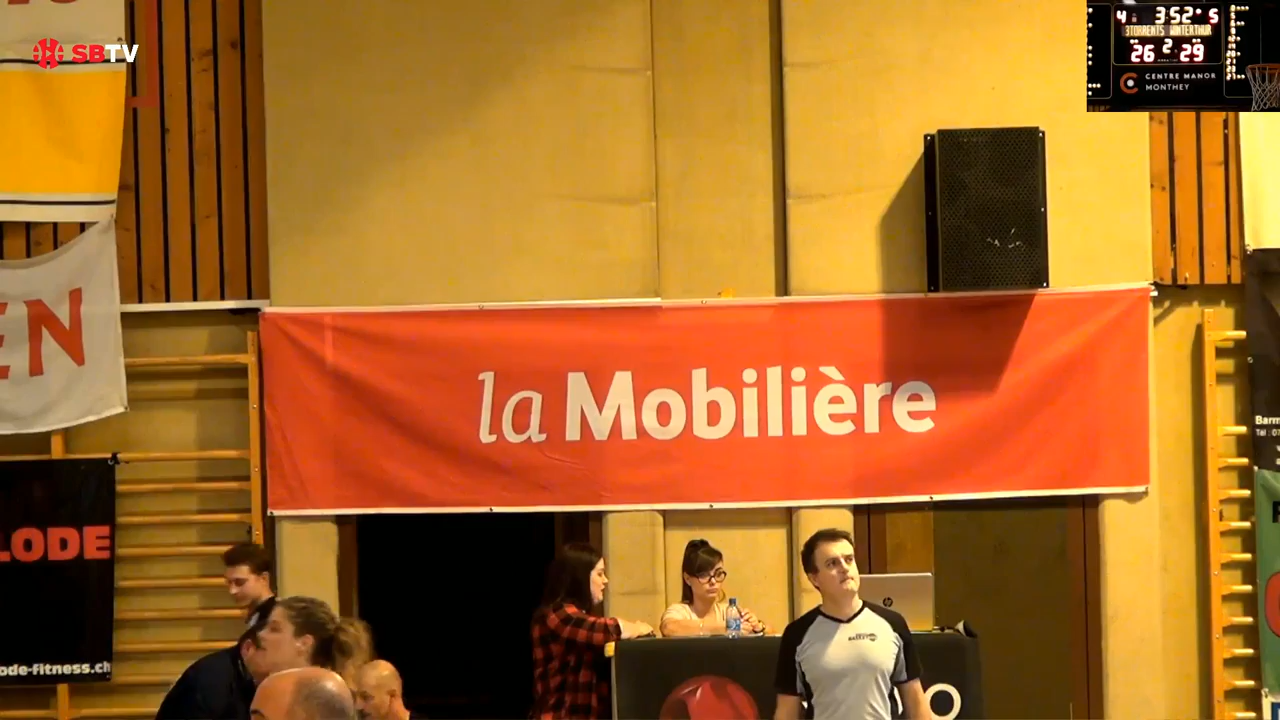 SBTV
4 3:52 5
3TORRENTS WINTERTHUR
26 2 29
CENTRE MANOR
MONTHEY
EN
la Mobilière
LODE
ode-fitness.ch
hp